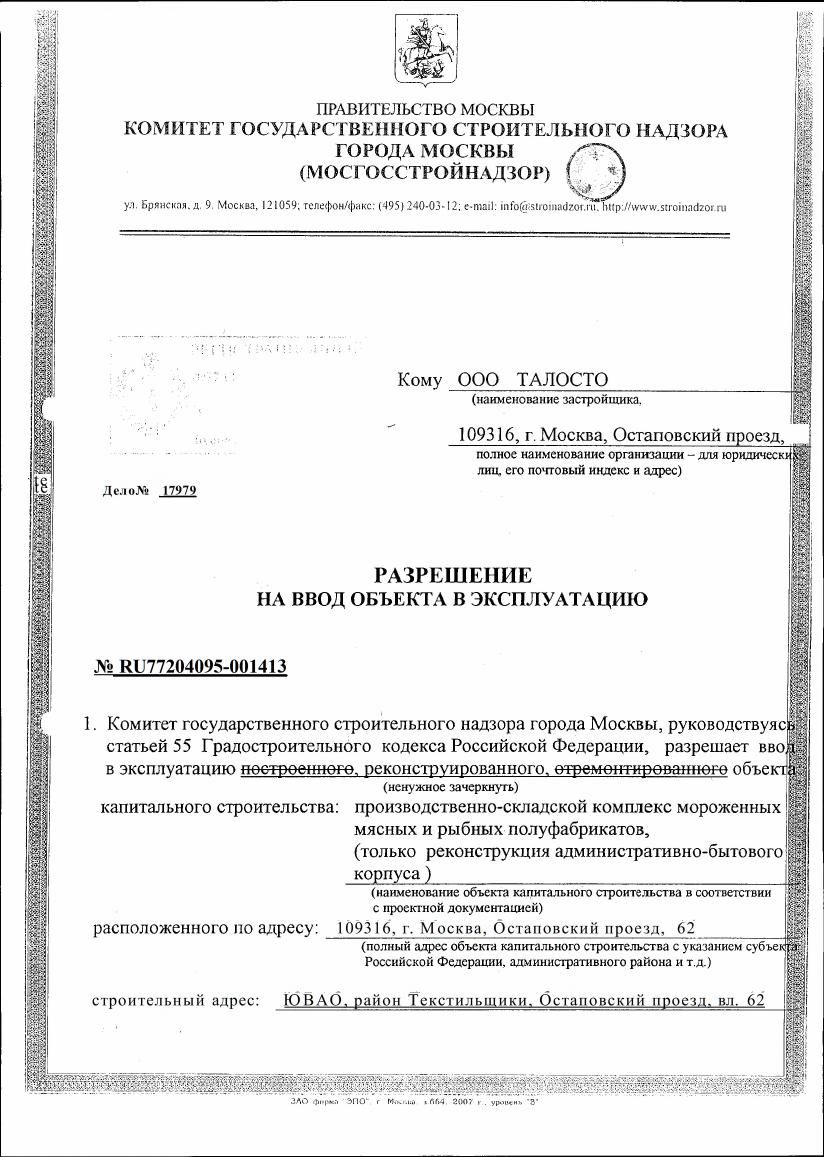 ПРАВИТЕЛЬСТВО МОСКВЫ
КОМИТЕТ ГОСУДАРСТВЕННОГО СТРОИТЕЛЬНОГО НАДЗОРА
ГОРОДА МОСКВЫ
(МОСГОССТРОЙНАДЗОР)
ул. Брянская, д. 9. Москва, 121059; телефон/факс: (495) 240-03-12; e-mail: info@stroinadzor.ru, http://www.stroinadzor.ru
Кому ООО ТАЛОСТО
(наименование застройщика,
109316, г. Москва, Остаповский проезд,
полное наименование организации – для юридически
лиц, его почтовый индекс и адрес)
Дело№ 17979
РАЗРЕШЕНИЕ
НА ВВОД ОБЪЕКТА В ЭКСПЛУАТАЦИЮ
№ RU77204095-001413
1. Комитет государственного строительного надзора города Москвы, руководствуясь
статьей 55 Градостроительного кодекса Российской Федерации, разрешает ввод
в эксплуатацию построенного, реконструированного, отремонтированного объекта
(ненужное зачеркнуть)
капитального строительства: производственно-складской комплекс мороженных
мясных и рыбных полуфабрикатов,
(только реконструкция административно-бытового
корпуса )
(наименование объекта капитального строительства в соответствии
с проектной документацией)
расположенного по адресу: 109316, г. Москва, Остаповский проезд, 62
(полный адрес объекта капитального строительства с указанием субъекта
Российской Федерации, административного района и т.д.)
строительный адрес: ЮВАО, район Текстильщики, Остаповский проезд, вл. 62
ЗАО фирма "ЭПО", г. Москва, з.664, 2007 г., уровень "В"